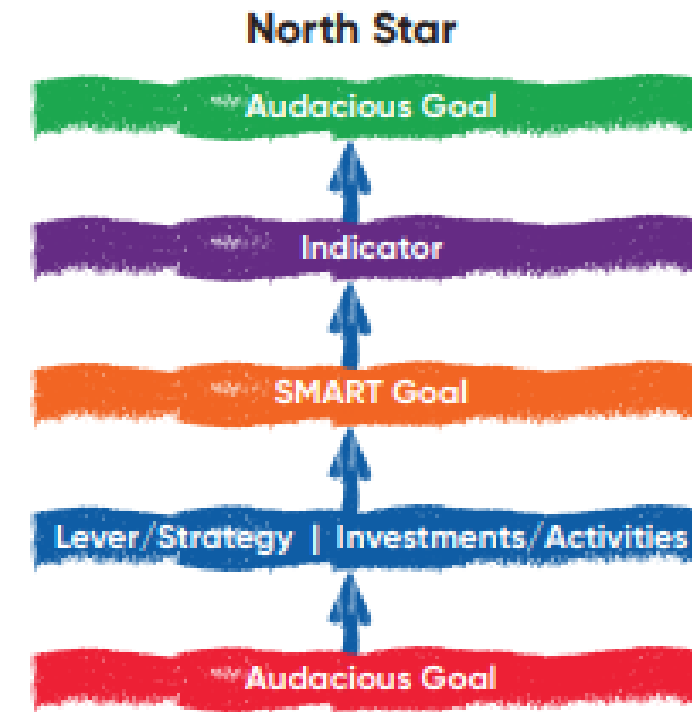 North Star
Audacious Goal
Indicator
SMART Goal
Lever/Strategy | Investments/Activities
Audacious Goal